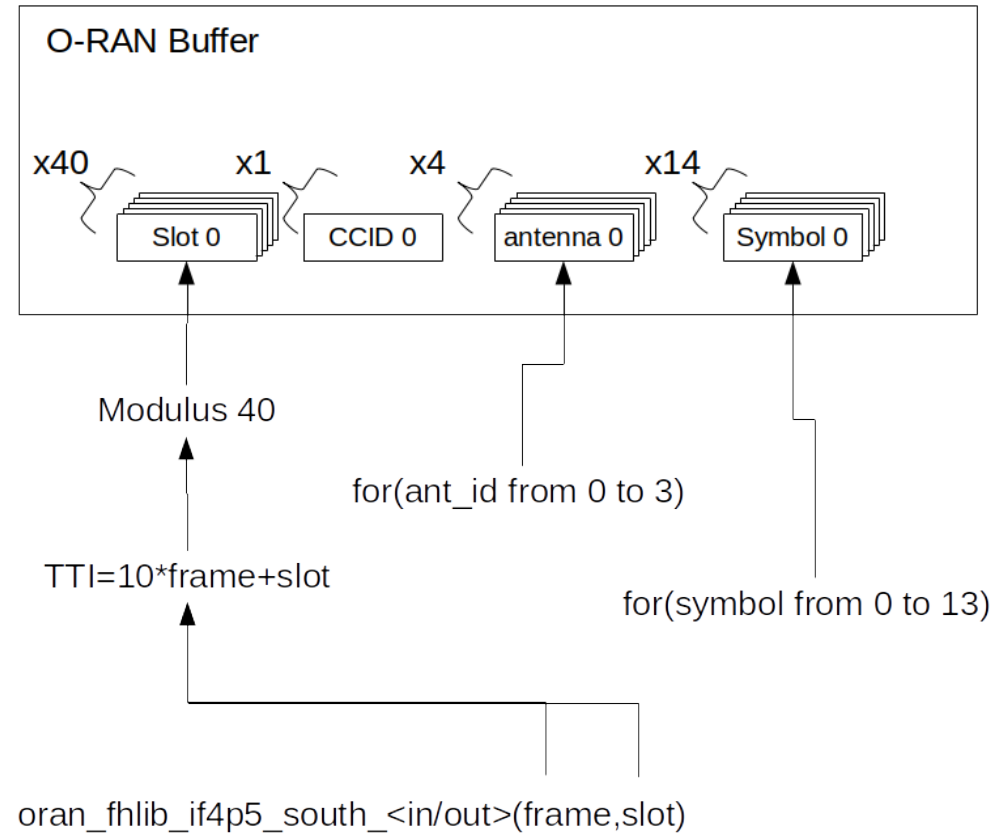 O-RAN Buffer
x40
x1
x4
x14
Slot 0
CCID 0
antenna 0
Symbol 0
Modulus 40
for(ant_id from 0 to 3)
TTI=10*frame+slot
for(symbol from 0 to 13)
oran_fhlib_if4p5_south_<in/out>(frame,slot)